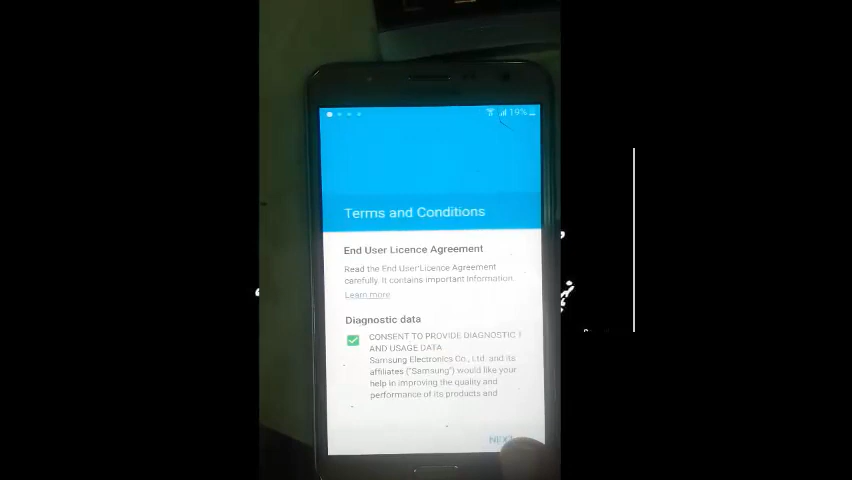 19%
Terms and Conditions
End User Licence Agreement
Read the End User Licence Agreement
carefully. It contains important information.
Learn more
Diagnostic data
CONSENT TO PROVIDE DIAGNOSTIC
AND USAGE DATA
Samsung Electronics Co., Ltd. and its
affiliates ("Samsung") would like your
help in improving the quality and
performance of its products and
NEXT